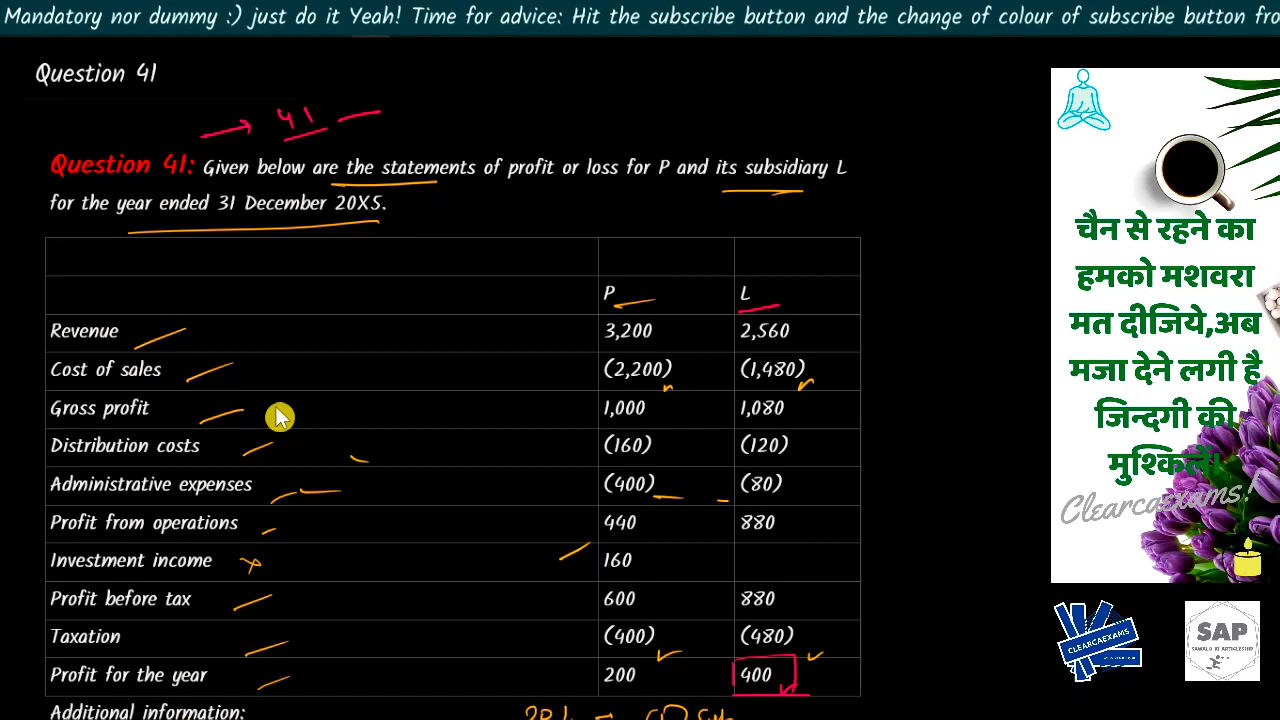 Mandatory nor dummy :) just do it Yeah! Time for advice: Hit the subscribe button and the change of colour of subscribe button fro
Question 41
→ 41 —
Question 41: Given below are the statements of profit or loss for P and its subsidiary L
for the year ended 31 December 20X5.
P L
Revenue 3,200 2,560
Cost of sales (2,200) (1,480)
Gross profit 1,000 1,080
Distribution costs (160) (120)
Administrative expenses (400) (80)
Profit from operations 440 880
Investment income 160
Profit before tax 600 880
Taxation (400) (480)
Profit for the year 200 400
Additional information:
चैन से रहने का
हमको मशवरा
मत दीजिये,अब
मजा देने लगी है
जिन्दगी की
मुश्किलें।
Clearcaexams!
CLEARCAEXAMS
SAP
SAWALO KI ARTICLESHIP